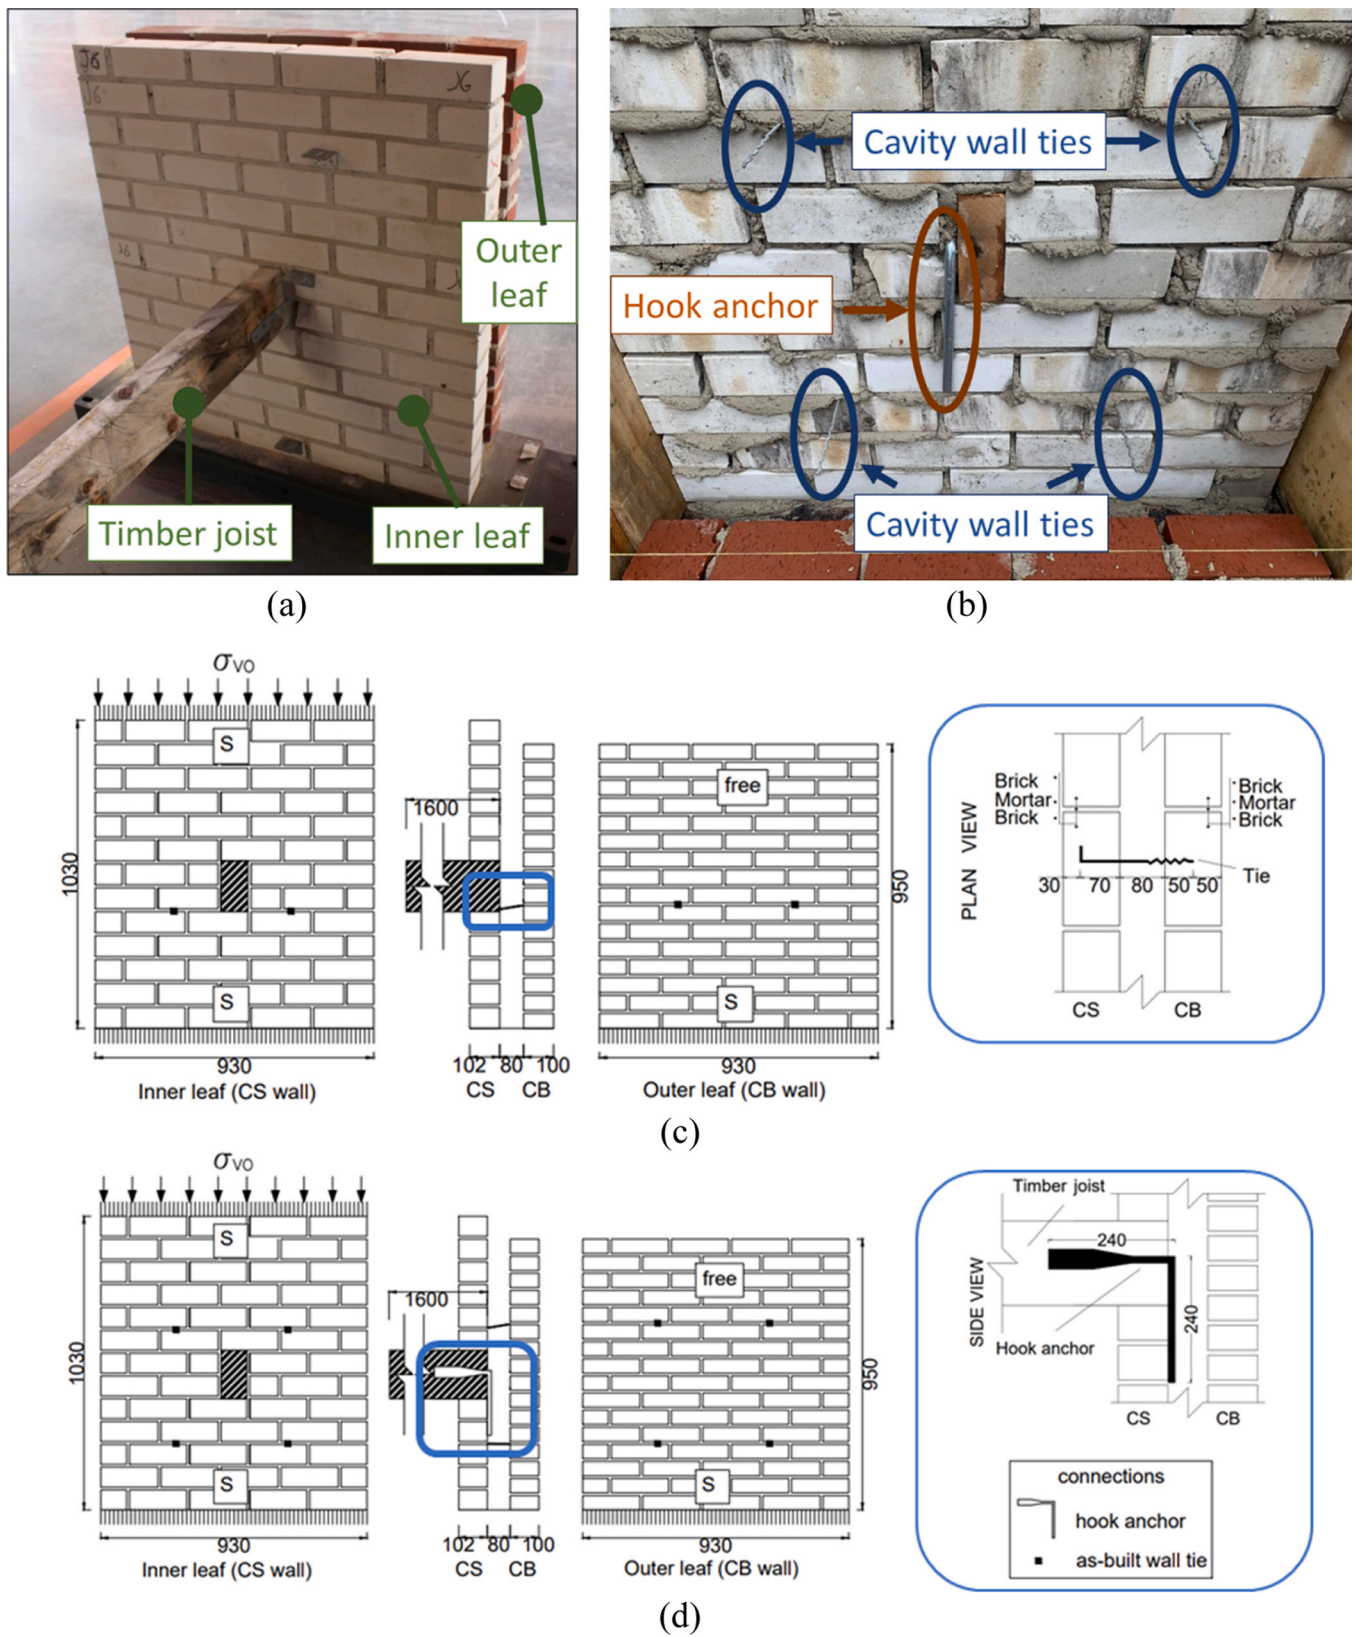 J6
J6
J6
Outer
leaf
Timber joist
Inner leaf
(a)
Cavity wall ties
Hook anchor
Cavity wall ties
(b)
σVO
S
1030
S
930
Inner leaf (CS wall)
1600
102 80 100
CS CB
free
950
S
930
Outer leaf (CB wall)
PLAN VIEW
Brick
Mortar
Brick
Brick
Mortar
Brick
Tie
30 70 80 50 50
CS CB
(c)
σVO
S
1030
S
930
Inner leaf (CS wall)
1600
102 80 100
CS CB
free
950
S
930
Outer leaf (CB wall)
SIDE VIEW
Timber joist
240
240
Hook anchor
CS CB
connections
hook anchor
as-built wall tie
(d)